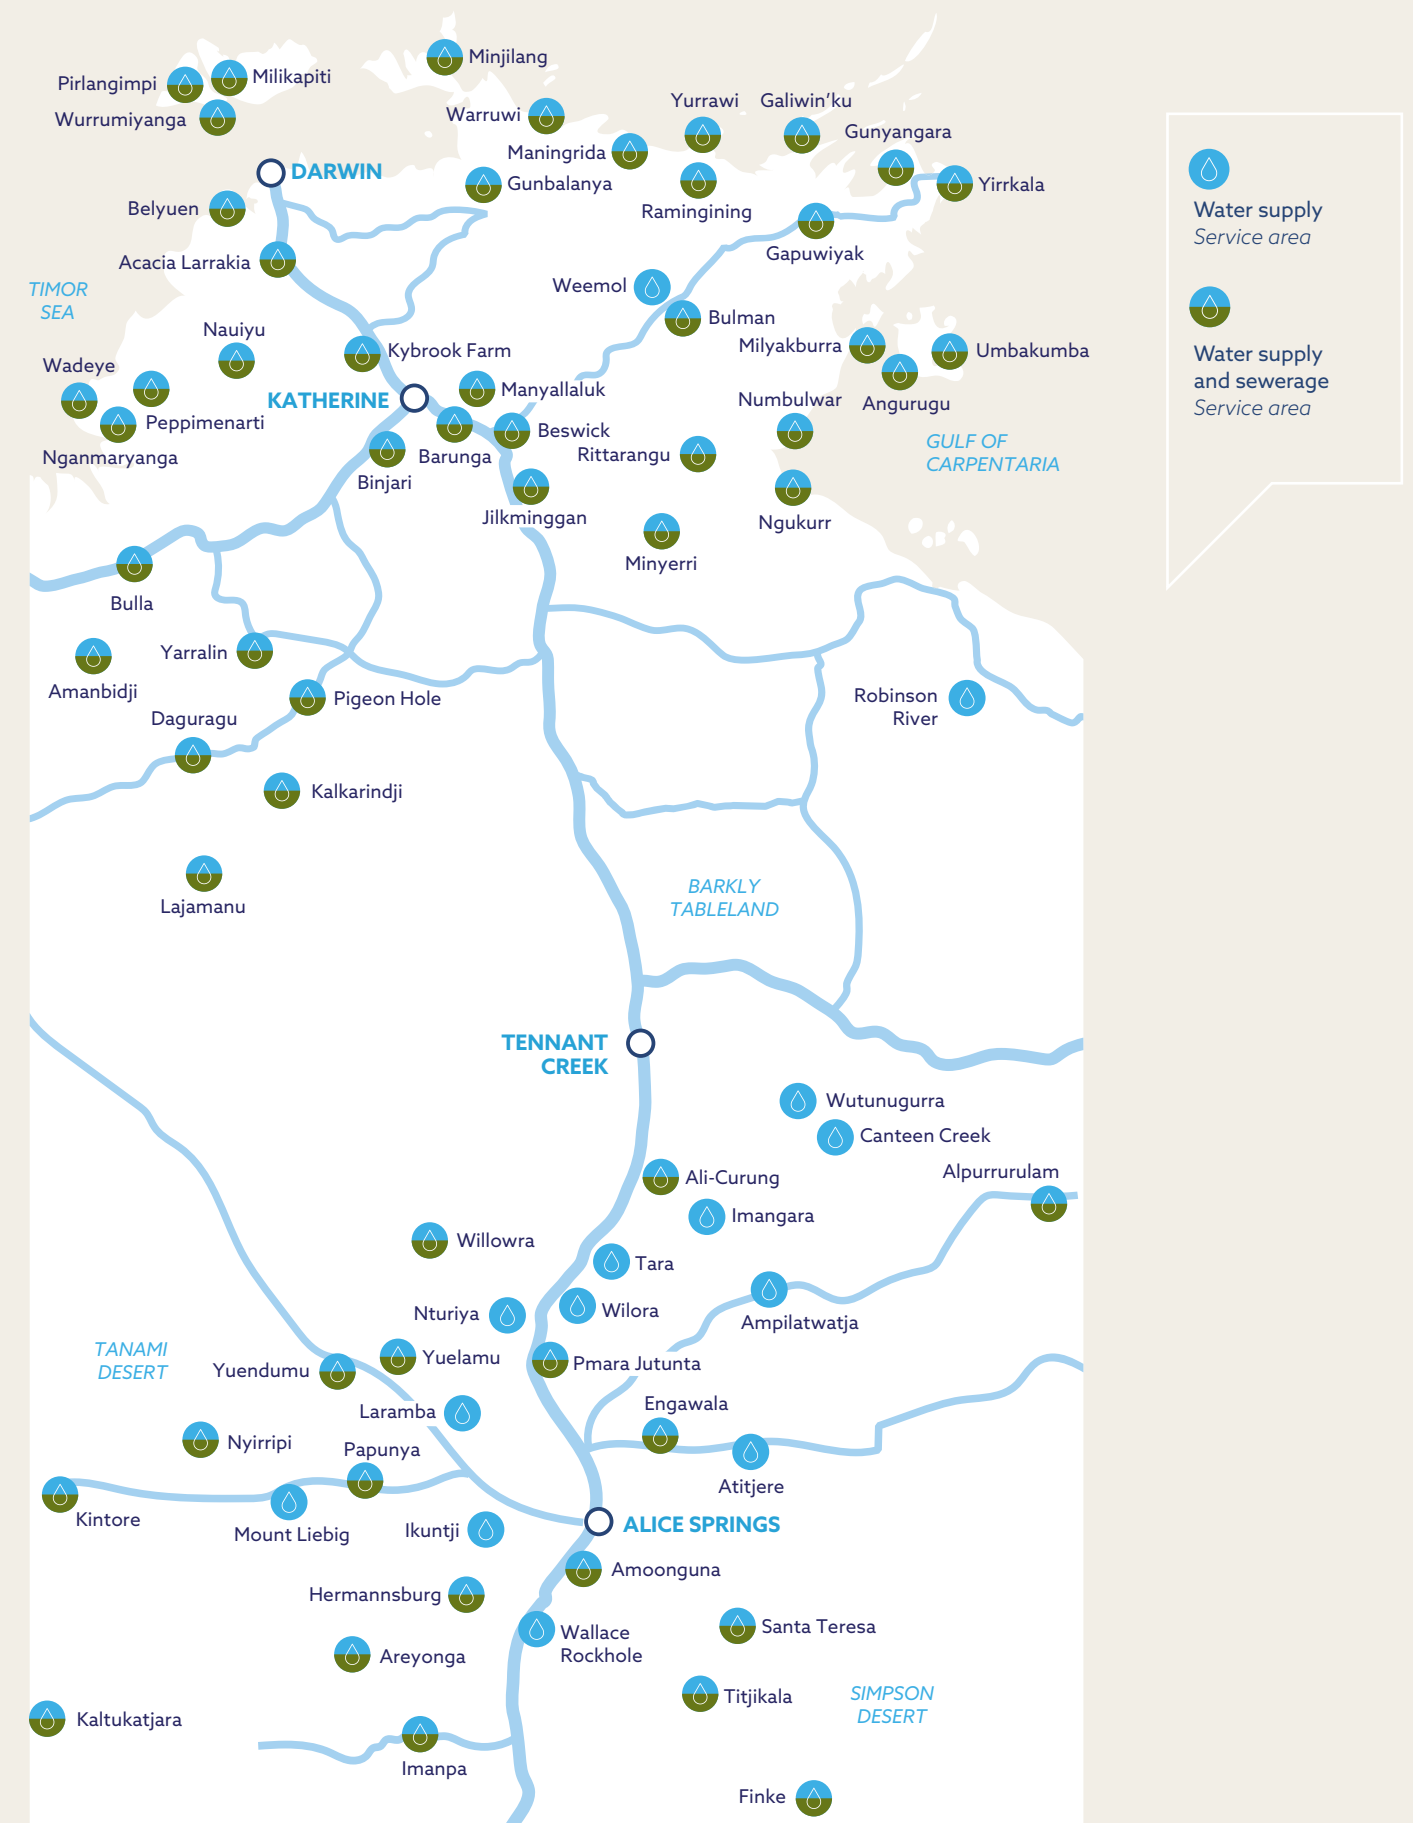 Minjilang
Pirlangimpi
Milikapiti
Wurrumiyanga
Warruwi
Yurrawi
Galiwin’ku
Gunyangara
Maningrida
DARWIN
Gunbalanya
Yirrkala
Belyuen
Ramingining
Gapuwiyak
Acacia Larrakia
TIMOR
SEA
Weemol
Bulman
Nauiyu
Kybrook Farm
Milyakburra
Umbakumba
Wadeye
KATHERINE
Manyallaluk
Numbulwar
Angurugu
Peppimenarti
Beswick
GULF OF
CARPENTARIA
Nganmaryanga
Barunga
Rittarangu
Binjari
Jilkminggan
Ngukurr
Minyerri
Bulla
Yarralin
Amanbidji
Pigeon Hole
Robinson
River
Daguragu
Kalkarindji
Lajamanu
BARKLY
TABLELAND
TENNANT
CREEK
Wutunugurra
Canteen Creek
Alpurrurulam
Ali-Curung
Imangara
Willowra
Tara
Nturiya
Wilora
Ampilatwatja
TANAMI
DESERT
Yuendumu
Yuelamu
Pmara Jutunta
Laramba
Engawala
Nyirripi
Papunya
Atitjere
Kintore
Mount Liebig
Ikuntji
ALICE SPRINGS
Amoonguna
Hermannsburg
Wallace
Rockhole
Santa Teresa
Areyonga
Titjikala
SIMPSON
DESERT
Kaltukatjara
Imanpa
Finke
Water supply
Service area
Water supply
and sewerage
Service area